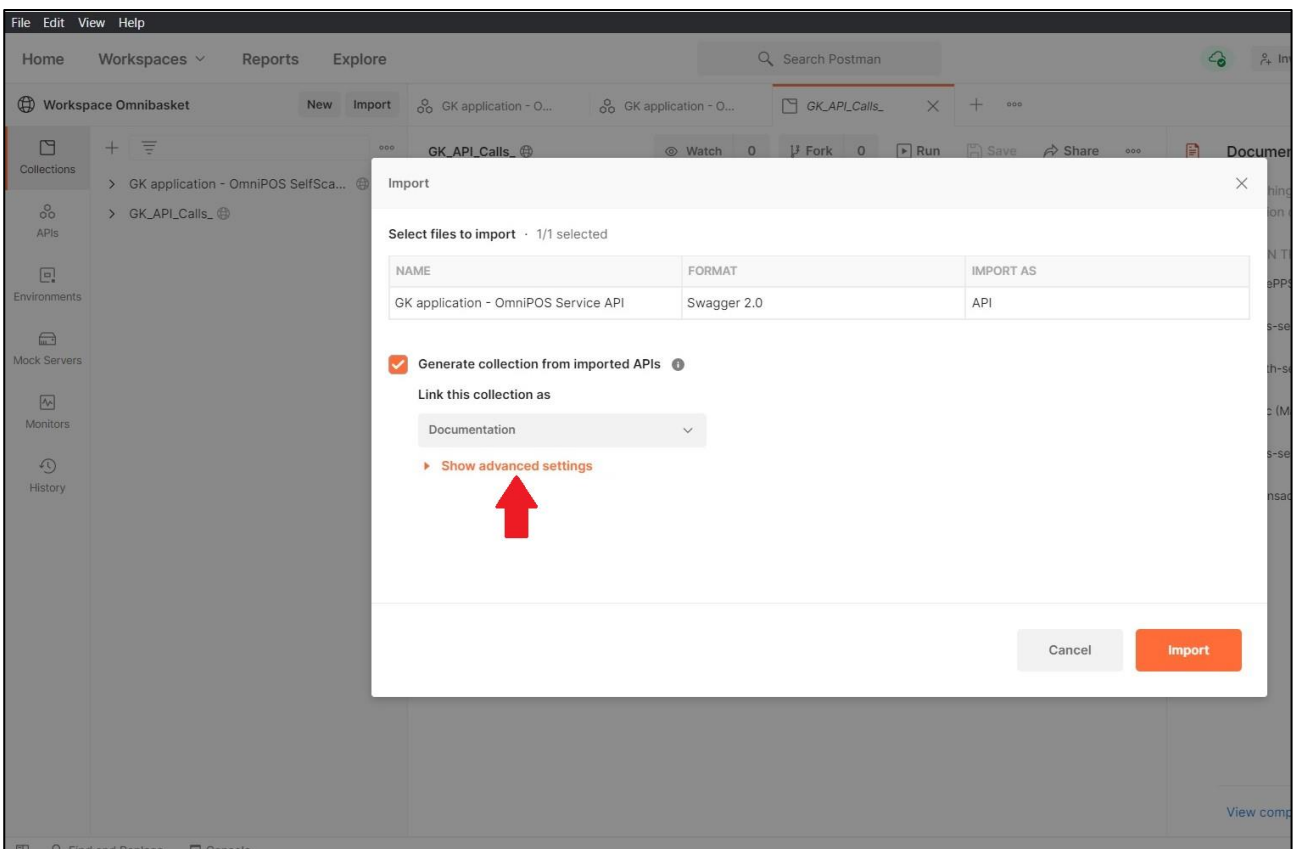 File Edit View Help
Home Workspaces Reports Explore Search Postman
Workspace Omnibasket New Import GK application - O... GK application - O... GK_API_Calls_
GK_API_Calls_ Watch 0 Fork 0 Run Save Share
Collections
GK application - OmniPOS SelfSca...
GK_API_Calls_
APIs
Environments
Mock Servers
Monitors
History
Import
Select files to import · 1/1 selected
NAME FORMAT IMPORT AS
GK application - OmniPOS Service API Swagger 2.0 API
Generate collection from imported APIs
Link this collection as
Documentation
Show advanced settings
Cancel Import
View